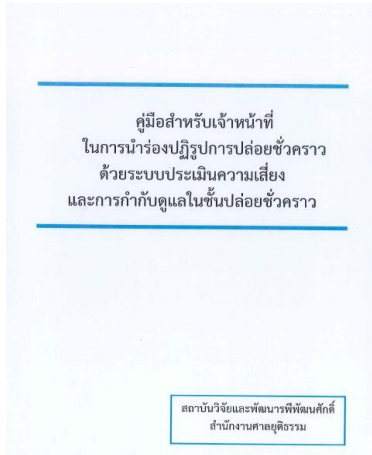 คู่มือสำหรับเจ้าหน้าที่
ในการนำร่องปฏิรูปการปล่อยชั่วคราว
ด้วยระบบประเมินความเสี่ยง
และการกำกับดูแลในชั้นปล่อยชั่วคราว
สถาบันวิจัยและพัฒนารพีพัฒนศักดิ์
สำนักงานศาลยุติธรรม